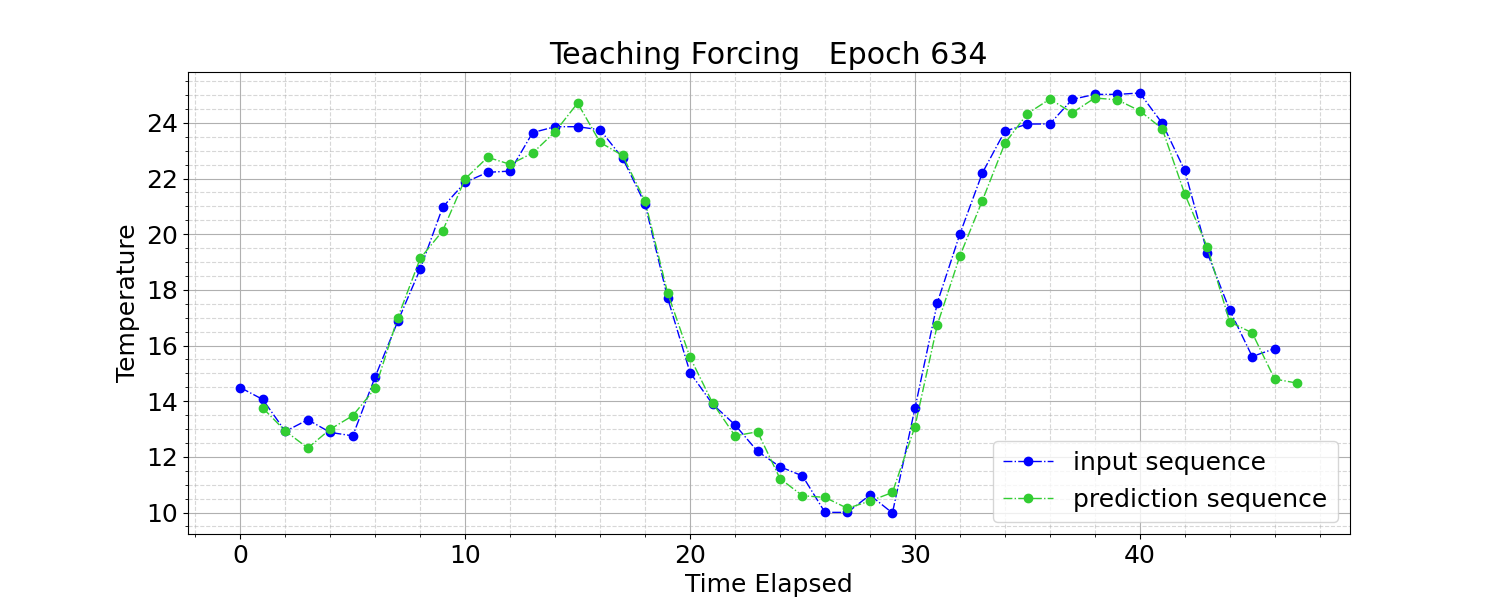 Teaching Forcing   Epoch 634
Temperature
24
22
20
18
16
14
12
10
input sequence
prediction sequence
0 10 20 30 40
Time Elapsed